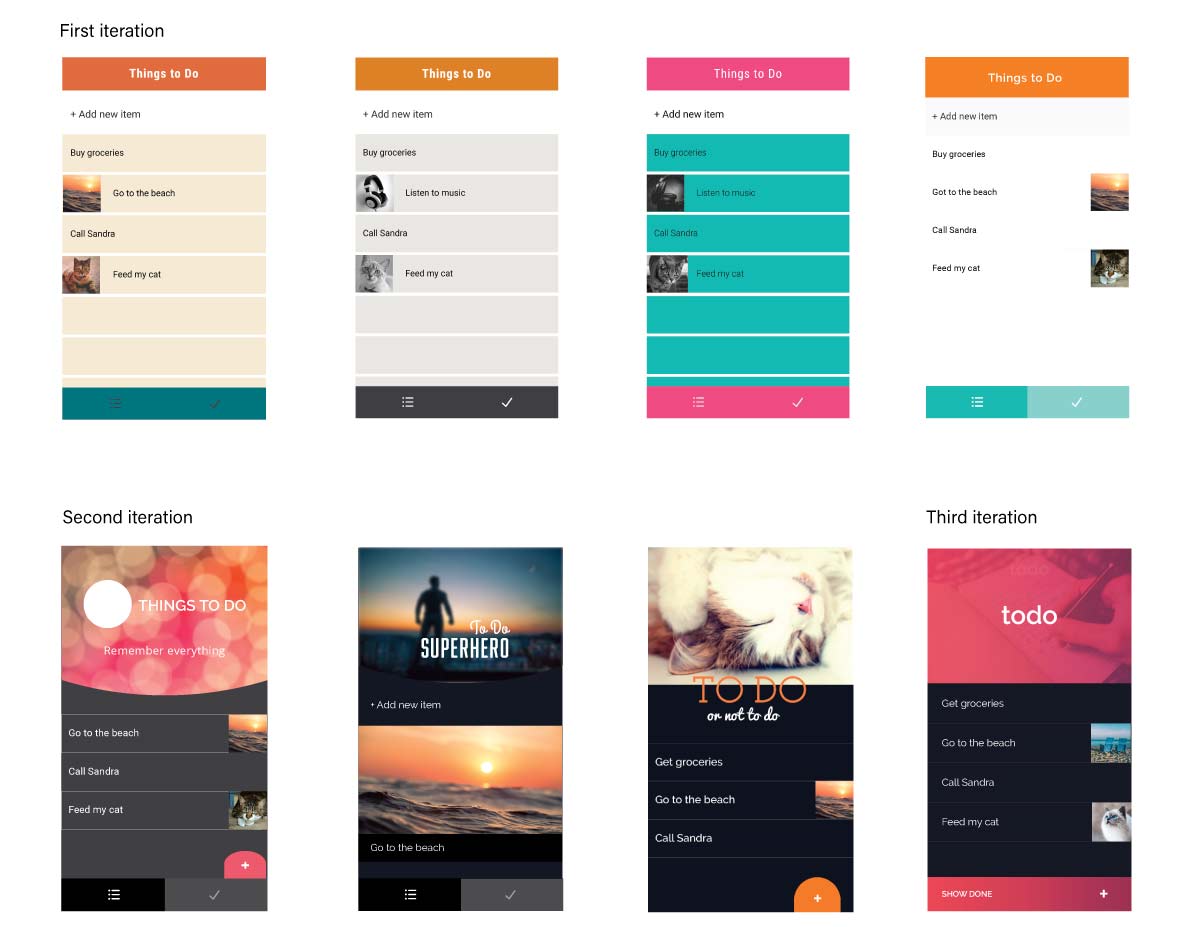 First iteration
Things to Do
+ Add new item
Buy groceries
Go to the beach
Call Sandra
Feed my cat
Things to Do
+ Add new item
Buy groceries
Listen to music
Call Sandra
Feed my cat
Things to Do
+ Add new item
Buy groceries
Listen to music
Call Sandra
Feed my cat
Things to Do
+ Add new item
Buy groceries
Got to the beach
Call Sandra
Feed my cat
Second iteration
THINGS TO DO
Remember everything
Go to the beach
Call Sandra
Feed my cat
+
To Do
SUPERHERO
+ Add new item
Go to the beach
TO DO
or not to do
Get groceries
Go to the beach
Call Sandra
+
Third iteration
todo
todo
Get groceries
Go to the beach
Call Sandra
Feed my cat
SHOW DONE +